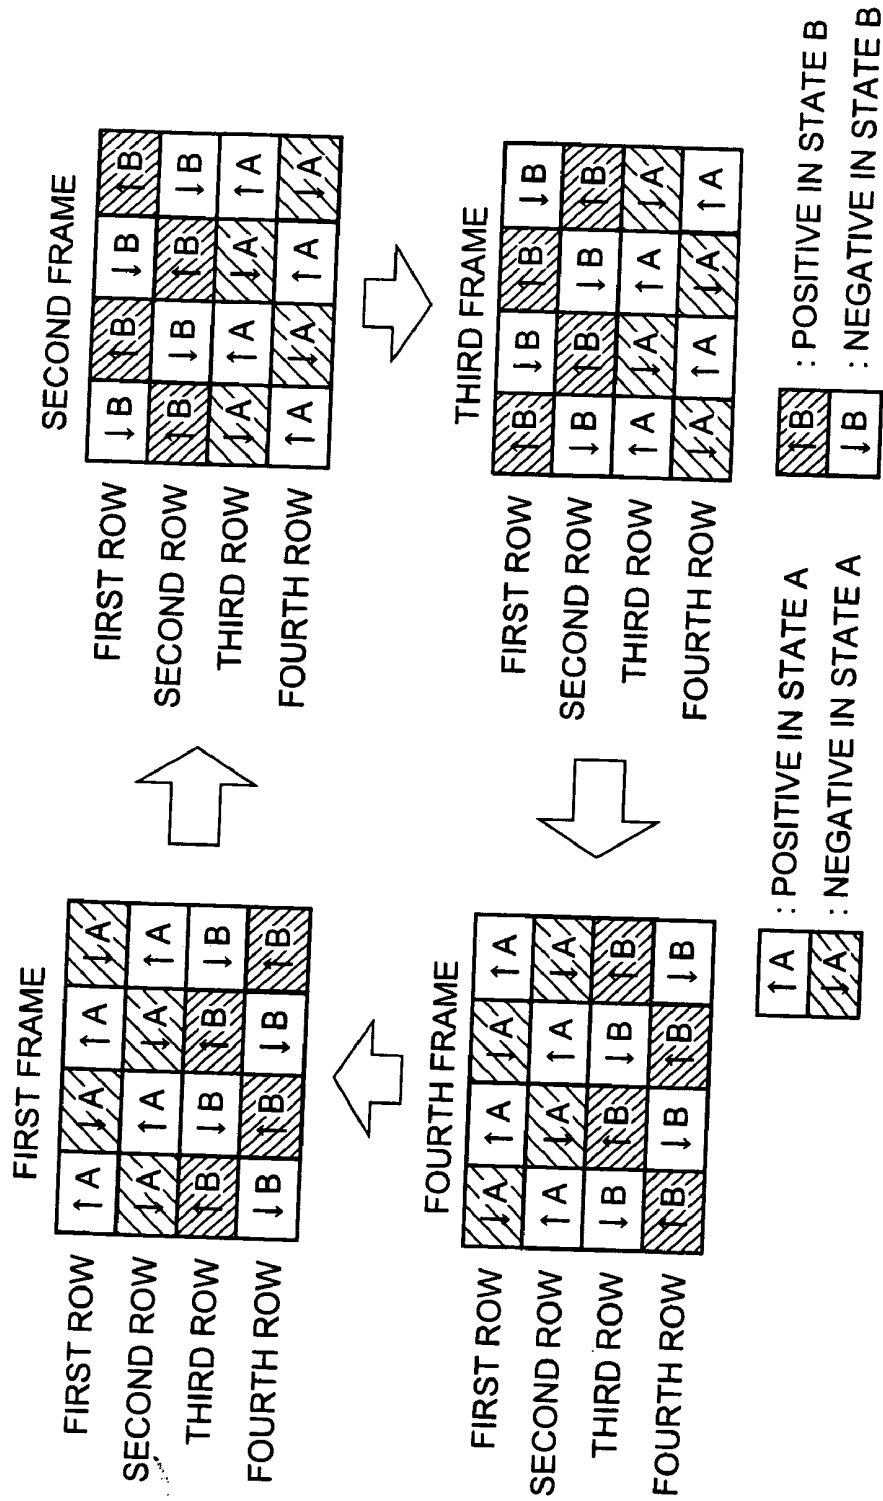 FIRST FRAME
FIRST ROW ↑A ↓A ↑A ↓A
SECOND ROW ↓A ↑A ↓A ↑A
THIRD ROW ↑B ↓B ↑B ↓B
FOURTH ROW ↓B ↑B ↓B ↑B
SECOND FRAME
FIRST ROW ↓B ↑B ↓B ↑B
SECOND ROW ↑B ↓B ↑B ↓B
THIRD ROW ↓A ↑A ↓A ↑A
FOURTH ROW ↑A ↓A ↑A ↓A
FOURTH FRAME
FIRST ROW ↓A ↑A ↓A ↑A
SECOND ROW ↑A ↓A ↑A ↓A
THIRD ROW ↓B ↑B ↓B ↑B
FOURTH ROW ↑B ↓B ↑B ↓B
THIRD FRAME
FIRST ROW ↑B ↓B ↑B ↓B
SECOND ROW ↓B ↑B ↓B ↑B
THIRD ROW ↑A ↓A ↑A ↓A
FOURTH ROW ↓A ↑A ↓A ↑A
↑A : POSITIVE IN STATE A
↓A : NEGATIVE IN STATE A
↑B : POSITIVE IN STATE B
↓B : NEGATIVE IN STATE B